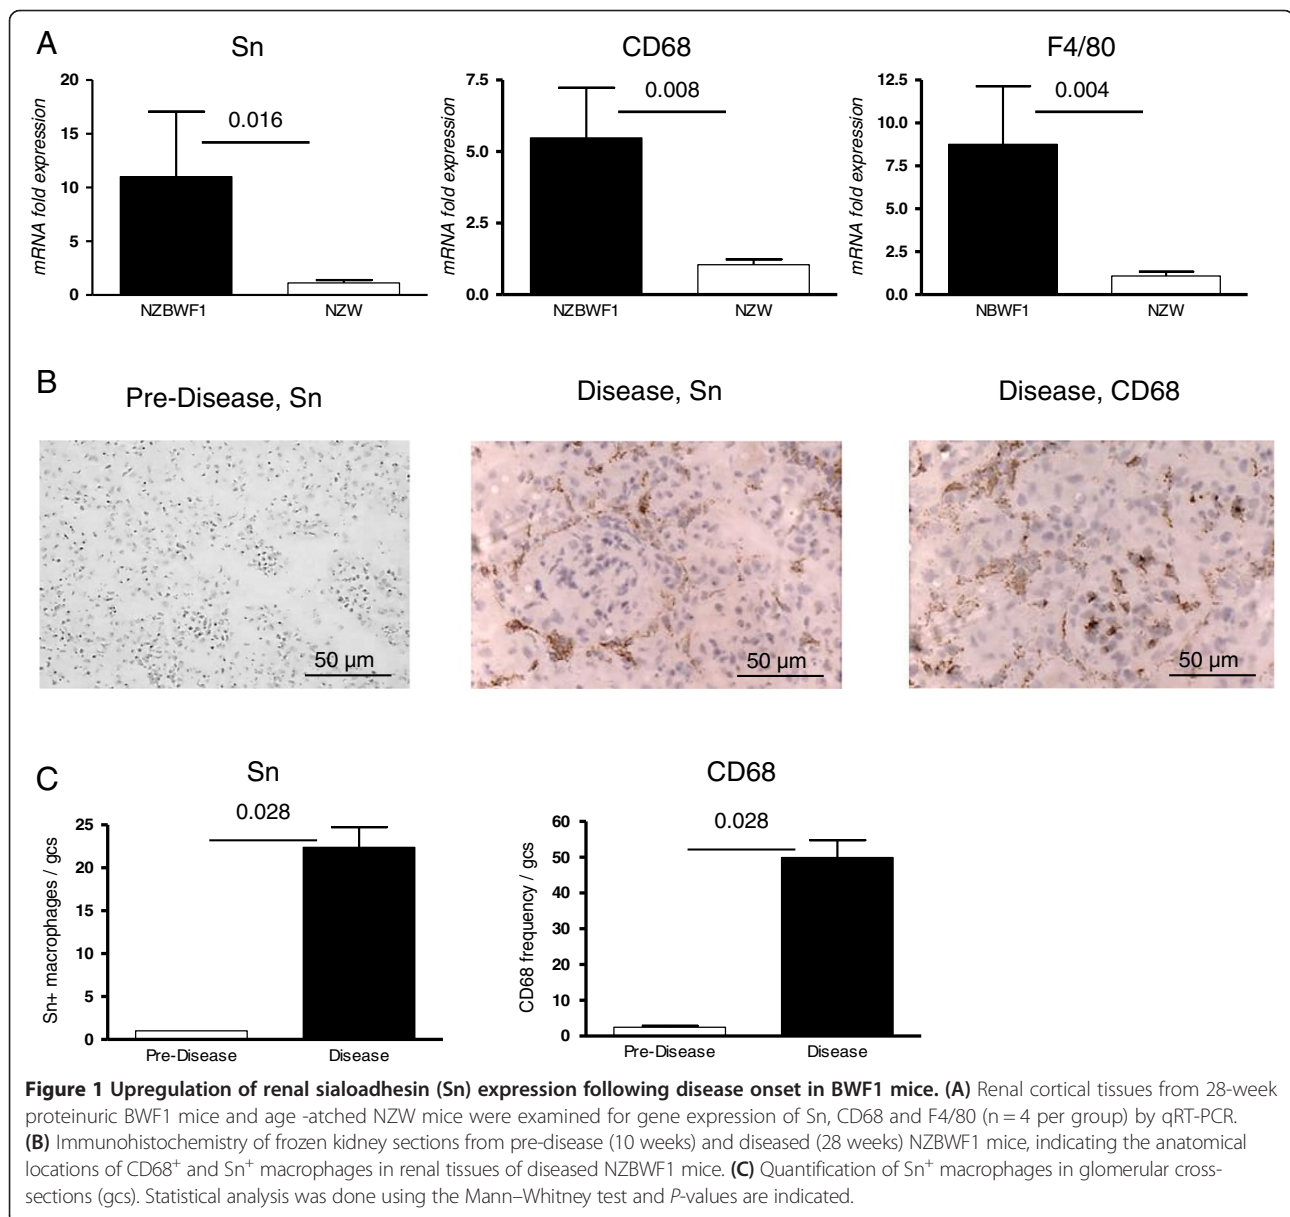 A
Sn
CD68
F4/80
20
15
10
5
0
mRNA fold expression
0.016
NZBWF1
NZW
7.5
5.0
2.5
0.0
mRNA fold expression
0.008
NZBWF1
NZW
12.5
10.0
7.5
5.0
2.5
0.0
mRNA fold expression
0.004
NBWF1
NZW
B
Pre-Disease, Sn
Disease, Sn
Disease, CD68
50 µm
50 µm
50 µm
C
Sn
CD68
25
20
15
10
5
0
Sn+ macrophages / gcs
0.028
Pre-Disease
Disease
60
50
40
30
20
10
0
CD68 frequency / gcs
0.028
Pre-Disease
Disease
Figure 1 Upregulation of renal sialoadhesin (Sn) expression following disease onset in BWF1 mice. (A) Renal cortical tissues from 28-week
proteinuric BWF1 mice and age -atched NZW mice were examined for gene expression of Sn, CD68 and F4/80 (n = 4 per group) by qRT-PCR.
(B) Immunohistochemistry of frozen kidney sections from pre-disease (10 weeks) and diseased (28 weeks) NZBWF1 mice, indicating the anatomical
locations of CD68⁺ and Sn⁺ macrophages in renal tissues of diseased NZBWF1 mice. (C) Quantification of Sn⁺ macrophages in glomerular cross-
sections (gcs). Statistical analysis was done using the Mann–Whitney test and P-values are indicated.